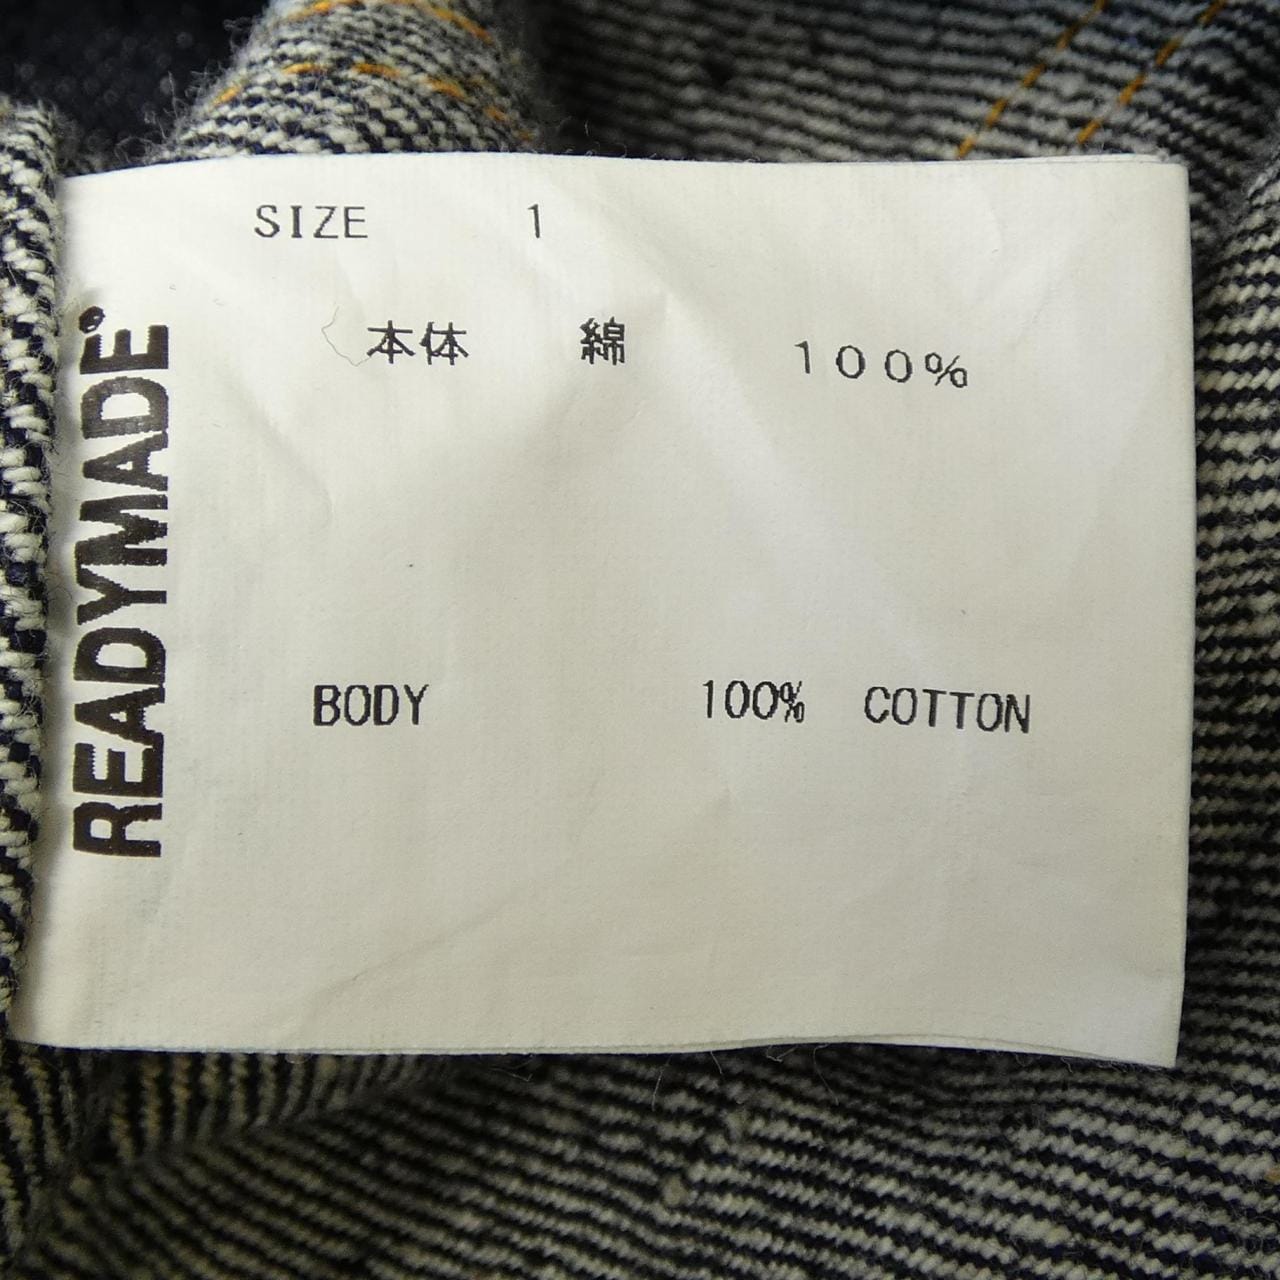 READYMADE®
SIZE 1
本体 綿 100%
BODY 100% COTTON